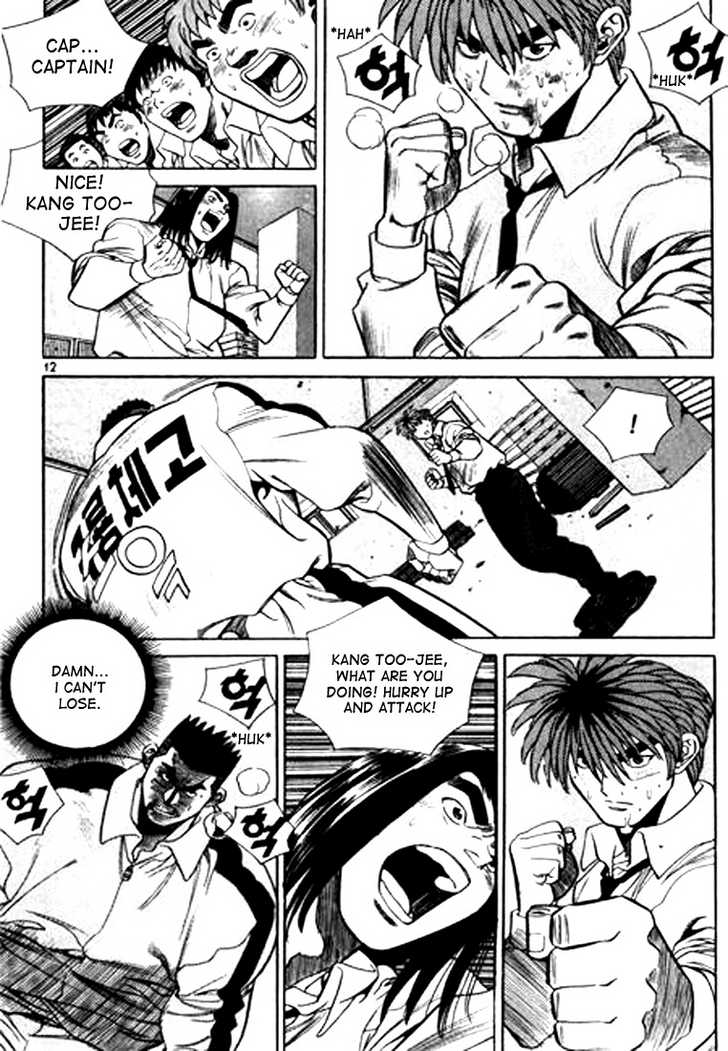 CAP...
CAPTAIN!
*HAH*
헉
헉
*HUK*
NICE!
KANG TOO-
JEE!
12
!
DAMN...
I CAN'T
LOSE.
헉
*HUK*
헉
헉
KANG TOO-JEE,
WHAT ARE YOU
DOING! HURRY UP
AND ATTACK!